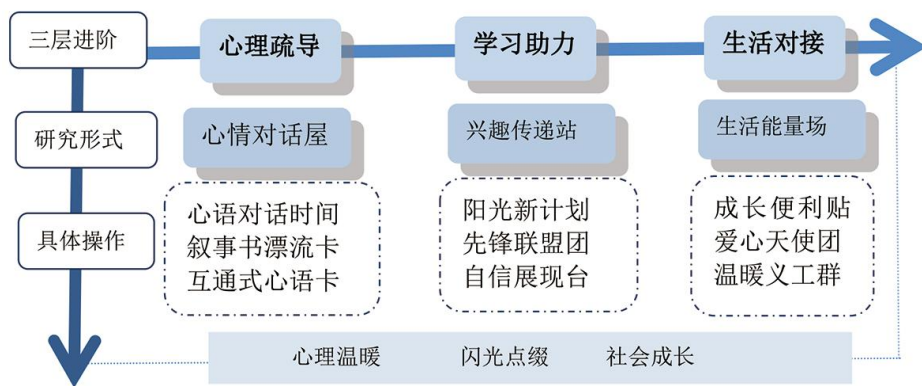 三层进阶
心理疏导
学习助力
生活对接
研究形式
心情对话屋
兴趣传递站
生活能量场
具体操作
心语对话时间
叙事书漂流卡
互通式心语卡
阳光新计划
先锋联盟团
自信展现台
成长便利贴
爱心天使团
温暖义工群
心理温暖 闪光点缀 社会成长